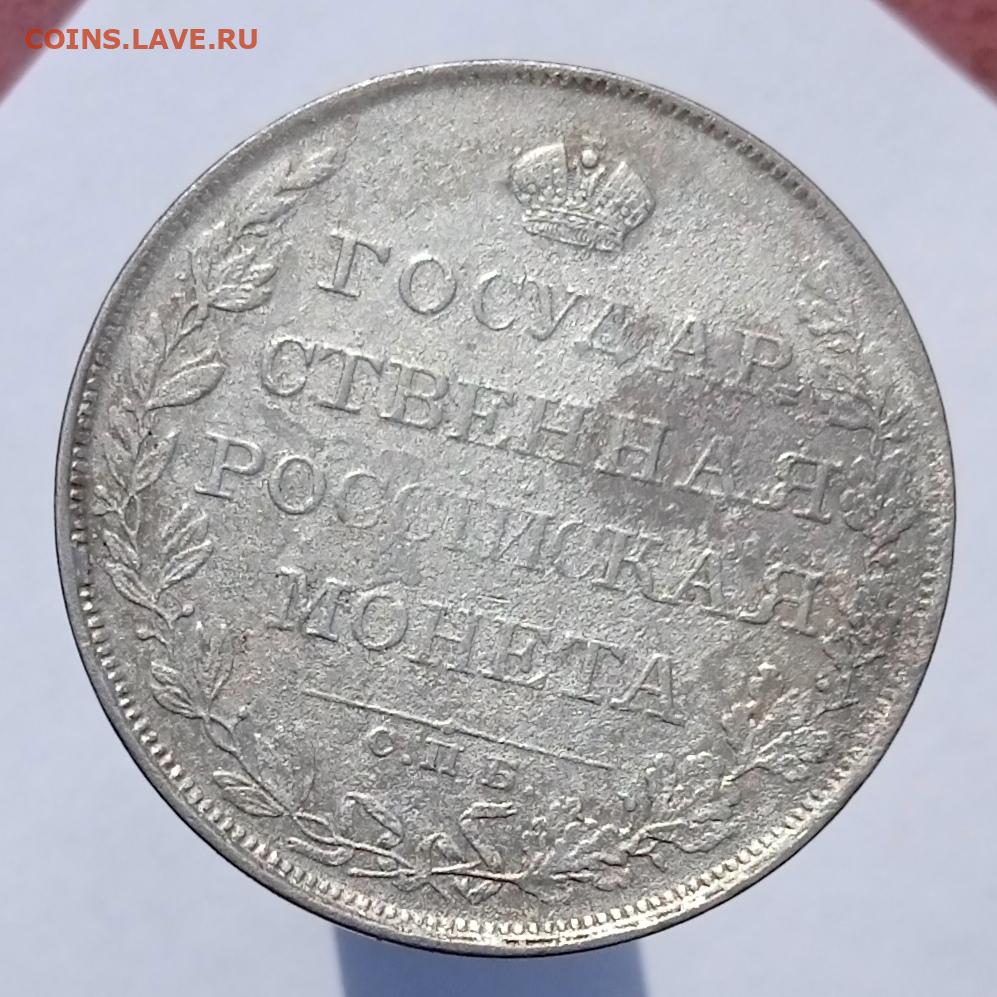 COINS.LAVE.RU
ГОСУДАР-
СТВЕННАЯ
РОССІЙСКАЯ
МОНЕТА
С.П.Б.